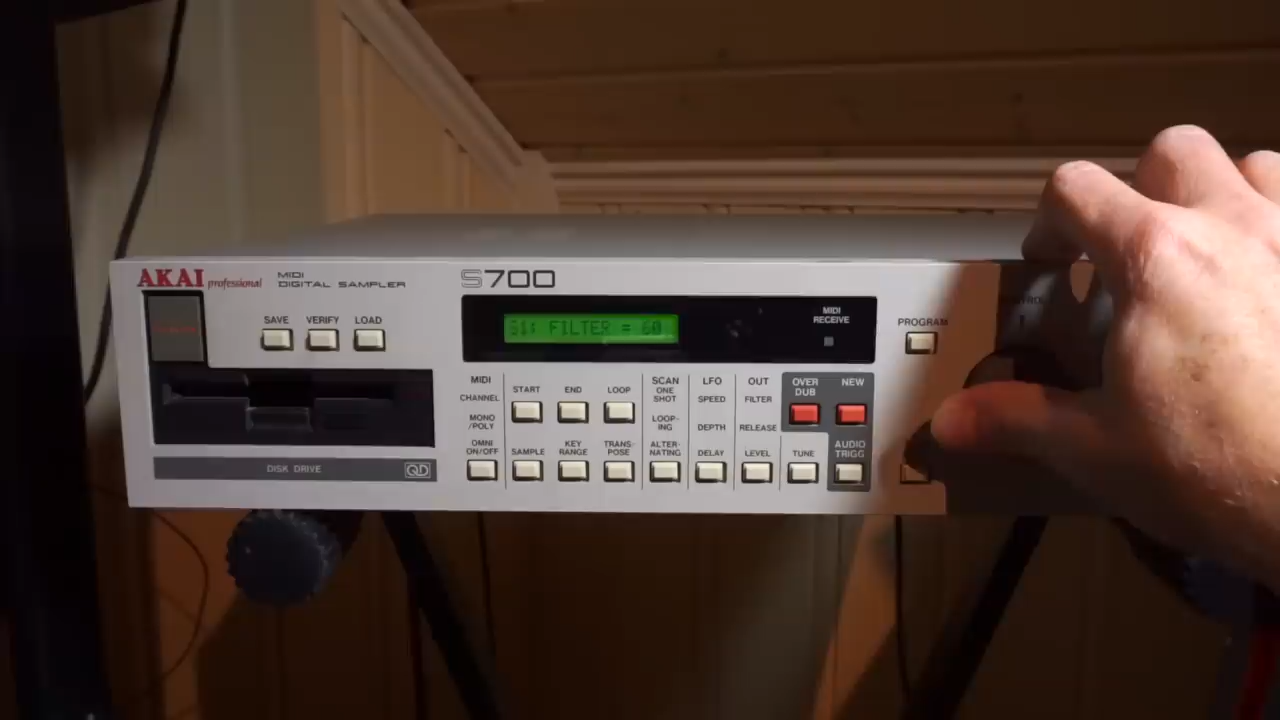 AKAI professional
MIDI
DIGITAL SAMPLER
S700
SAVE VERIFY LOAD
S1: FILTER = 60
MIDI
RECEIVE
PROGRAM
MIDI
CHANNEL
MONO
/POLY
OMNI
ON/OFF
START END LOOP
SAMPLE
KEY
RANGE
TRANS-
POSE
SCAN
ONE
SHOT
LOOP-
ING
ALTER-
NATING
LFO
SPEED
DEPTH
DELAY
OUT
FILTER
RELEASE
LEVEL
OVER
DUB
NEW
TUNE
AUDIO
TRIGG
DISK DRIVE QD